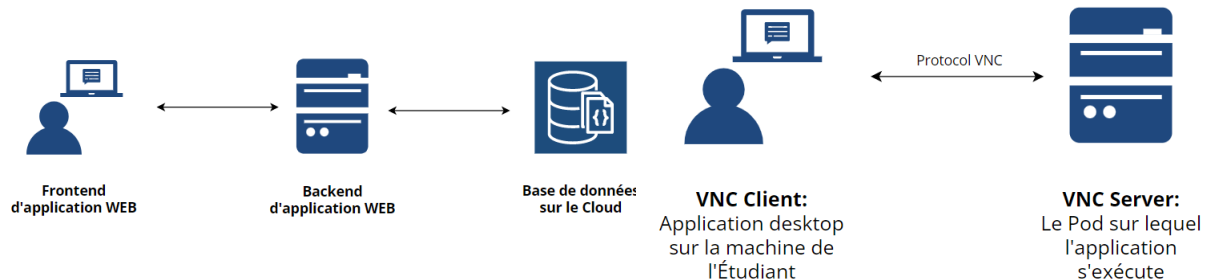 Frontend
d'application WEB
Backend
d'application WEB
Base de données
sur le Cloud
Protocol VNC
VNC Client:
Application desktop
sur la machine de
l'Étudiant
VNC Server:
Le Pod sur lequel
l'application
s'exécute